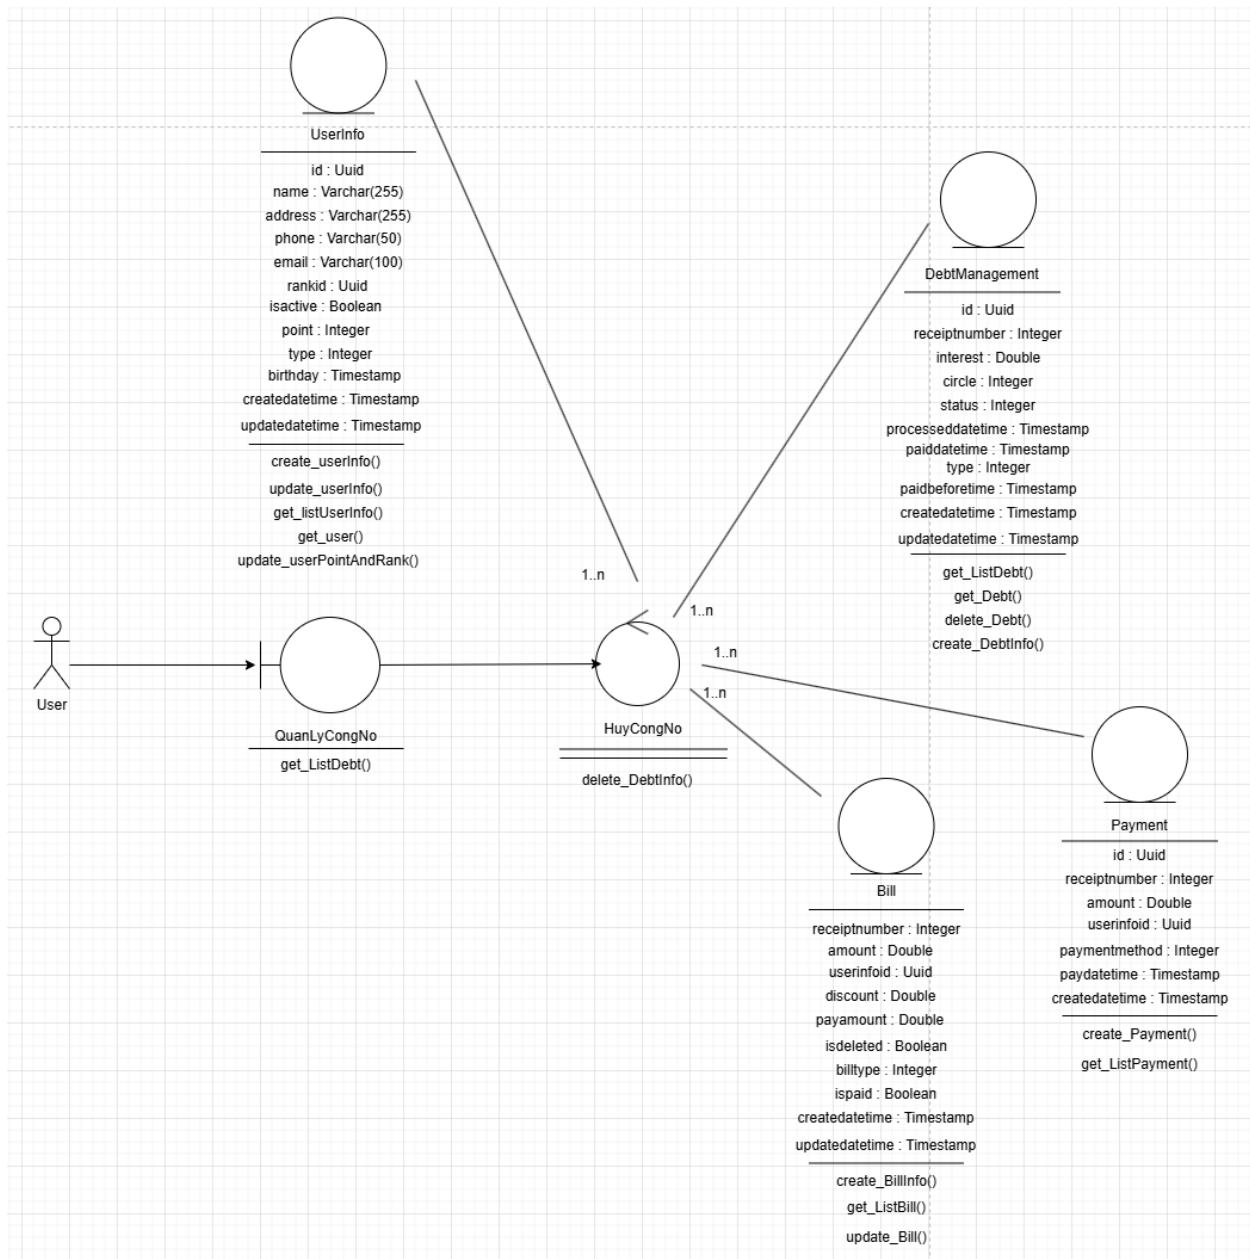 UserInfo
id : Uuid
name : Varchar(255)
address : Varchar(255)
phone : Varchar(50)
email : Varchar(100)
rankid : Uuid
isactive : Boolean
point : Integer
type : Integer
birthday : Timestamp
createdatetime : Timestamp
updatedatetime : Timestamp
create_userInfo()
update_userInfo()
get_listUserInfo()
get_user()
update_userPointAndRank()
DebtManagement
id : Uuid
receiptnumber : Integer
interest : Double
circle : Integer
status : Integer
processeddatetime : Timestamp
paiddatetime : Timestamp
type : Integer
paidbeforetime : Timestamp
createdatetime : Timestamp
updatedatetime : Timestamp
get_ListDebt()
get_Debt()
delete_Debt()
create_DebtInfo()
1..n
1..n
1..n
1..n
User
QuanLyCongNo
get_ListDebt()
HuyCongNo
delete_DebtInfo()
Bill
receiptnumber : Integer
amount : Double
userinfoid : Uuid
discount : Double
payamount : Double
isdeleted : Boolean
billtype : Integer
ispaid : Boolean
createdatetime : Timestamp
updatedatetime : Timestamp
create_BillInfo()
get_ListBill()
update_Bill()
Payment
id : Uuid
receiptnumber : Integer
amount : Double
userinfoid : Uuid
paymentmethod : Integer
paydatetime : Timestamp
createdatetime : Timestamp
create_Payment()
get_ListPayment()